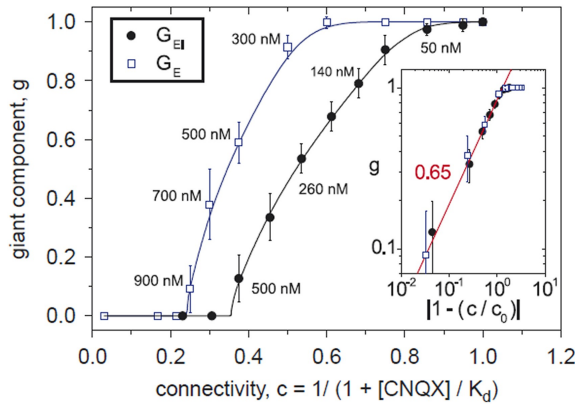 giant component, g
1.0
0.8
0.6
0.4
0.2
0.0
G_EI
G_E
300 nM
500 nM
700 nM
900 nM
50 nM
140 nM
260 nM
500 nM
g
1
0.1
0.65
10^-2 10^-1 10^0 10^1
|1 - (c / c_0)|
0.0 0.2 0.4 0.6 0.8 1.0 1.2
connectivity, c = 1/ (1 + [CNQX] / K_d)